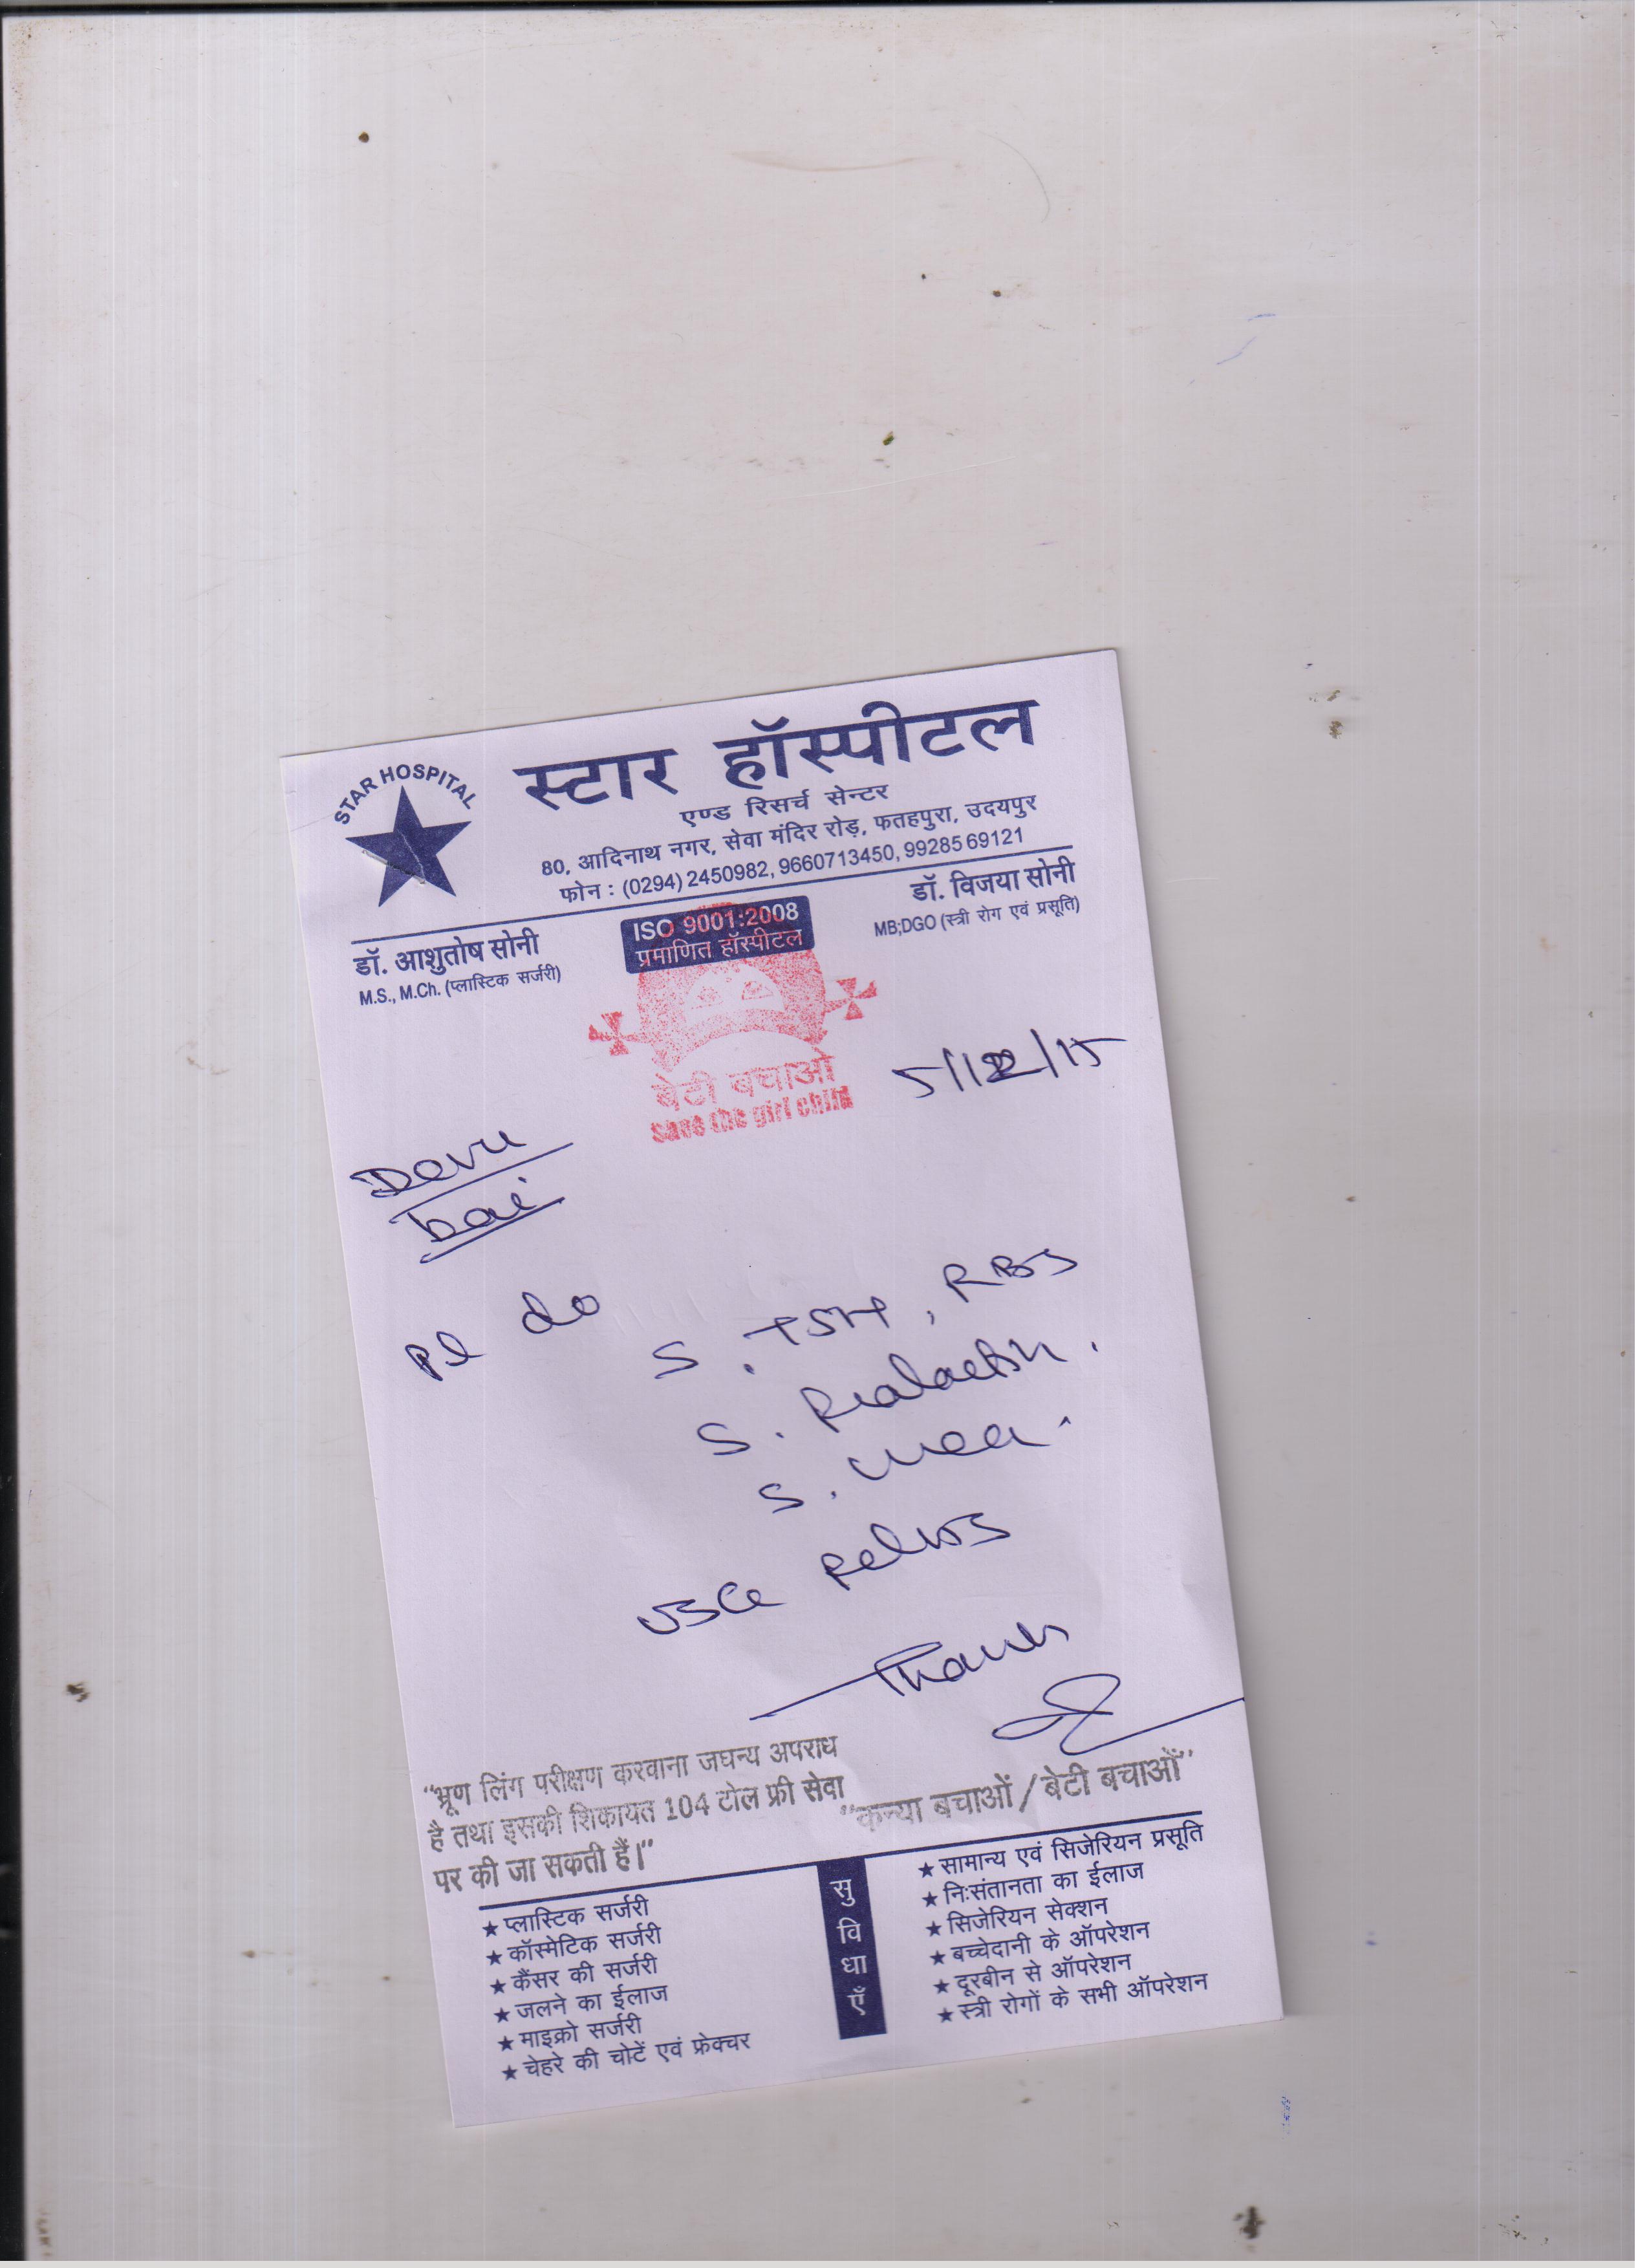 STAR HOSPITAL
स्टार हॉस्पीटल
एण्ड रिसर्च सेन्टर
80, आदिनाथ नगर, सेवा मंदिर रोड़, फतहपुरा, उदयपुर
फोन : (0294) 2450982, 9660713450, 99285 69121
डॉ. आशुतोष सोनी
M.S., M.Ch. (प्लास्टिक सर्जरी)
ISO 9001:2008
प्रमाणित हॉस्पीटल
डॉ. विजया सोनी
MB;DGO (स्त्री रोग एवं प्रसूति)
बेटी बचाओ
Save the girl child
5/12/15
Devu
bai
Pl do
S. TSH, RBS
S. Prolactin.
S. Urea.
USG Pelvis
Thanks
“भ्रूण लिंग परीक्षण करवाना जघन्य अपराध
है तथा इसकी शिकायत 104 टोल फ्री सेवा
पर की जा सकती हैं।”
“कन्या बचाओं / बेटी बचाओं”
सुविधाएँ
★ प्लास्टिक सर्जरी
★ कॉस्मेटिक सर्जरी
★ कैंसर की सर्जरी
★ जलने का ईलाज
★ माइक्रो सर्जरी
★ चेहरे की चोटें एवं फ्रेक्चर
★ सामान्य एवं सिजेरियन प्रसूति
★ निःसंतानता का ईलाज
★ सिजेरियन सेक्शन
★ बच्चेदानी के ऑपरेशन
★ दूरबीन से ऑपरेशन
★ स्त्री रोगों के सभी ऑपरेशन